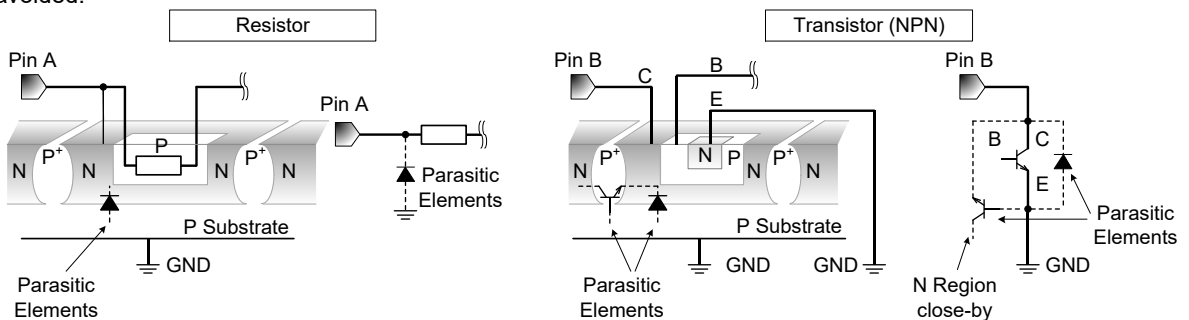 Resistor
Transistor (NPN)
Pin A
Pin A
N P⁺ N P N P⁺ N
Parasitic
Elements
P Substrate
GND
Parasitic
Elements
Pin B
C
B
E
N P⁺ N N P P⁺ N
P Substrate
GND
GND
Parasitic
Elements
Pin B
B C
E
Parasitic
Elements
GND
N Region
close-by